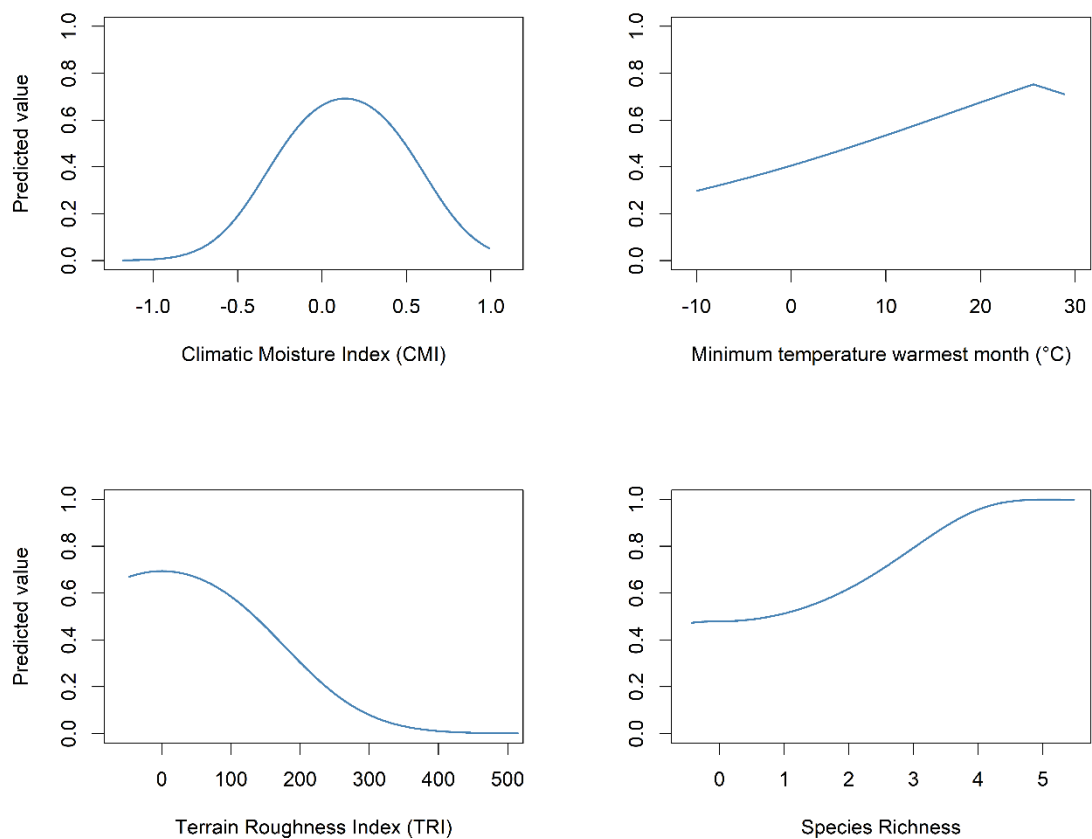 1.0
0.8
0.6
0.4
0.2
0.0
Predicted value
-1.0 -0.5 0.0 0.5 1.0
Climatic Moisture Index (CMI)
1.0
0.8
0.6
0.4
0.2
0.0
-10 0 10 20 30
Minimum temperature warmest month (°C)
1.0
0.8
0.6
0.4
0.2
0.0
Predicted value
0 100 200 300 400 500
Terrain Roughness Index (TRI)
1.0
0.8
0.6
0.4
0.2
0.0
0 1 2 3 4 5
Species Richness